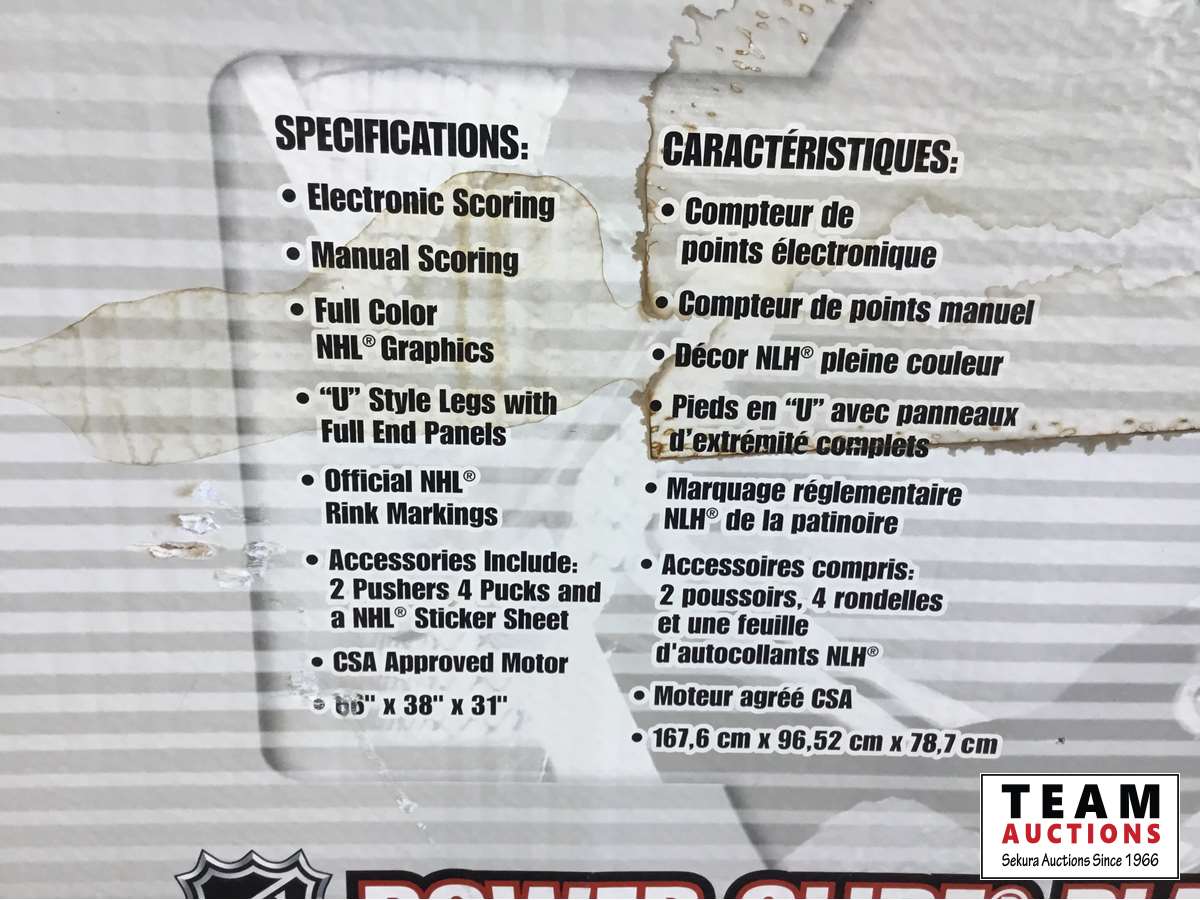 SPECIFICATIONS:
• Electronic Scoring
• Manual Scoring
• Full Color
NHL® Graphics
• “U” Style Legs with
Full End Panels
• Official NHL®
Rink Markings
• Accessories Include:
2 Pushers 4 Pucks and
a NHL® Sticker Sheet
• CSA Approved Motor
• 66" x 38" x 31"
CARACTÉRISTIQUES:
• Compteur de
points électronique
• Compteur de points manuel
• Décor NLH® pleine couleur
• Pieds en “U” avec panneaux
d’extrémité complets
• Marquage réglementaire
NLH® de la patinoire
• Accessoires compris:
2 poussoirs, 4 rondelles
et une feuille
d'autocollants NLH®
• Moteur agréé CSA
• 167,6 cm x 96,52 cm x 78,7 cm
TEAM
AUCTIONS
Sekura Auctions Since 1966